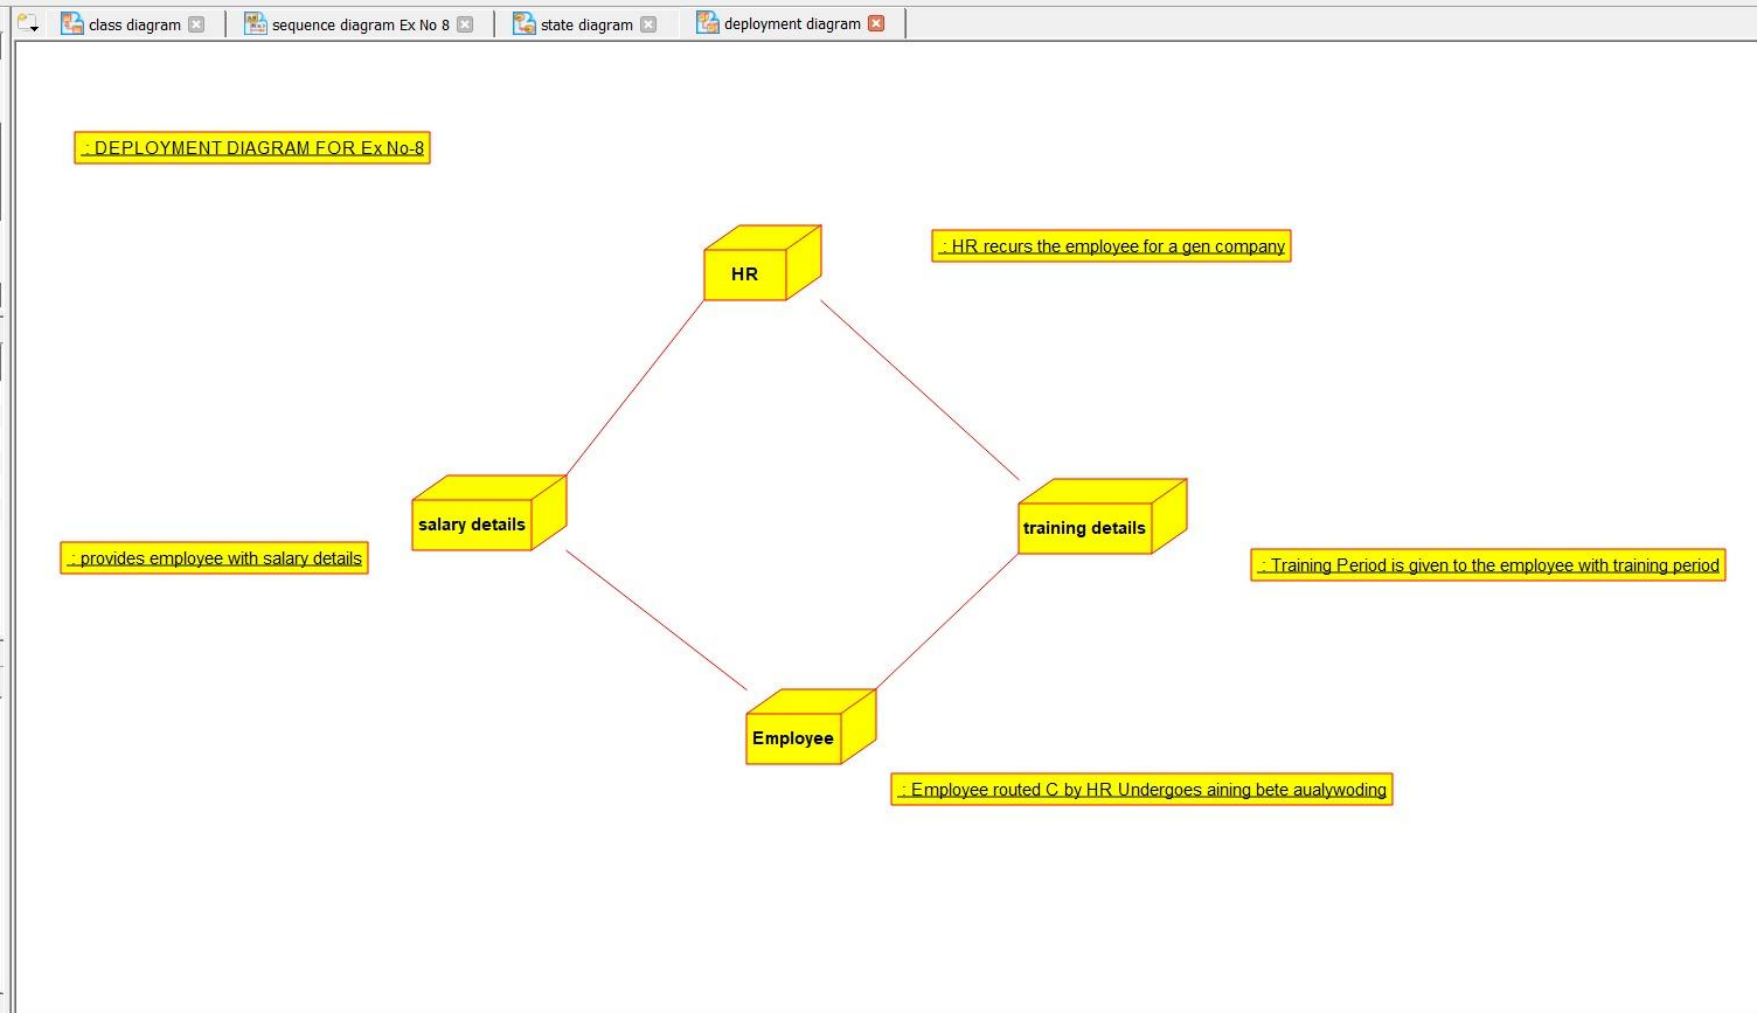 class diagram
sequence diagram Ex No 8
state diagram
deployment diagram
: DEPLOYMENT DIAGRAM FOR Ex No-8
: HR recurs the employee for a gen company
HR
salary details
training details
: provides employee with salary details
: Training Period is given to the employee with training period
Employee
: Employee routed C by HR Undergoes aining bete aualywoding